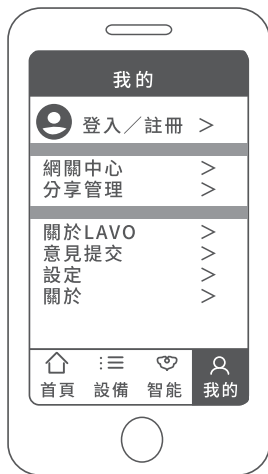 我的
登入／註冊 ＞
網關中心 ＞
分享管理 ＞
關於LAVO ＞
意見提交 ＞
設定 ＞
關於 ＞
首頁 設備 智能 我的